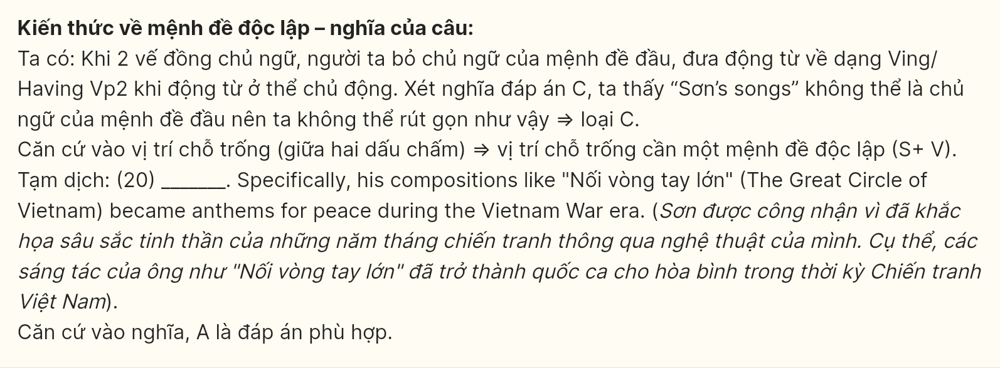 Kiến thức về mệnh đề độc lập – nghĩa của câu:
Ta có: Khi 2 vế đồng chủ ngữ, người ta bỏ chủ ngữ của mệnh đề đầu, đưa động từ về dạng Ving/
Having Vp2 khi động từ ở thể chủ động. Xét nghĩa đáp án C, ta thấy “Sơn’s songs” không thể là chủ
ngữ của mệnh đề đầu nên ta không thể rút gọn như vậy ⇒ loại C.
Căn cứ vào vị trí chỗ trống (giữa hai dấu chấm) ⇒ vị trí chỗ trống cần một mệnh đề độc lập (S+ V).
Tạm dịch: (20) _______. Specifically, his compositions like "Nối vòng tay lớn" (The Great Circle of
Vietnam) became anthems for peace during the Vietnam War era. (Sơn được công nhận vì đã khắc
họa sâu sắc tinh thần của những năm tháng chiến tranh thông qua nghệ thuật của mình. Cụ thể, các
sáng tác của ông như "Nối vòng tay lớn" đã trở thành quốc ca cho hòa bình trong thời kỳ Chiến tranh
Việt Nam).
Căn cứ vào nghĩa, A là đáp án phù hợp.